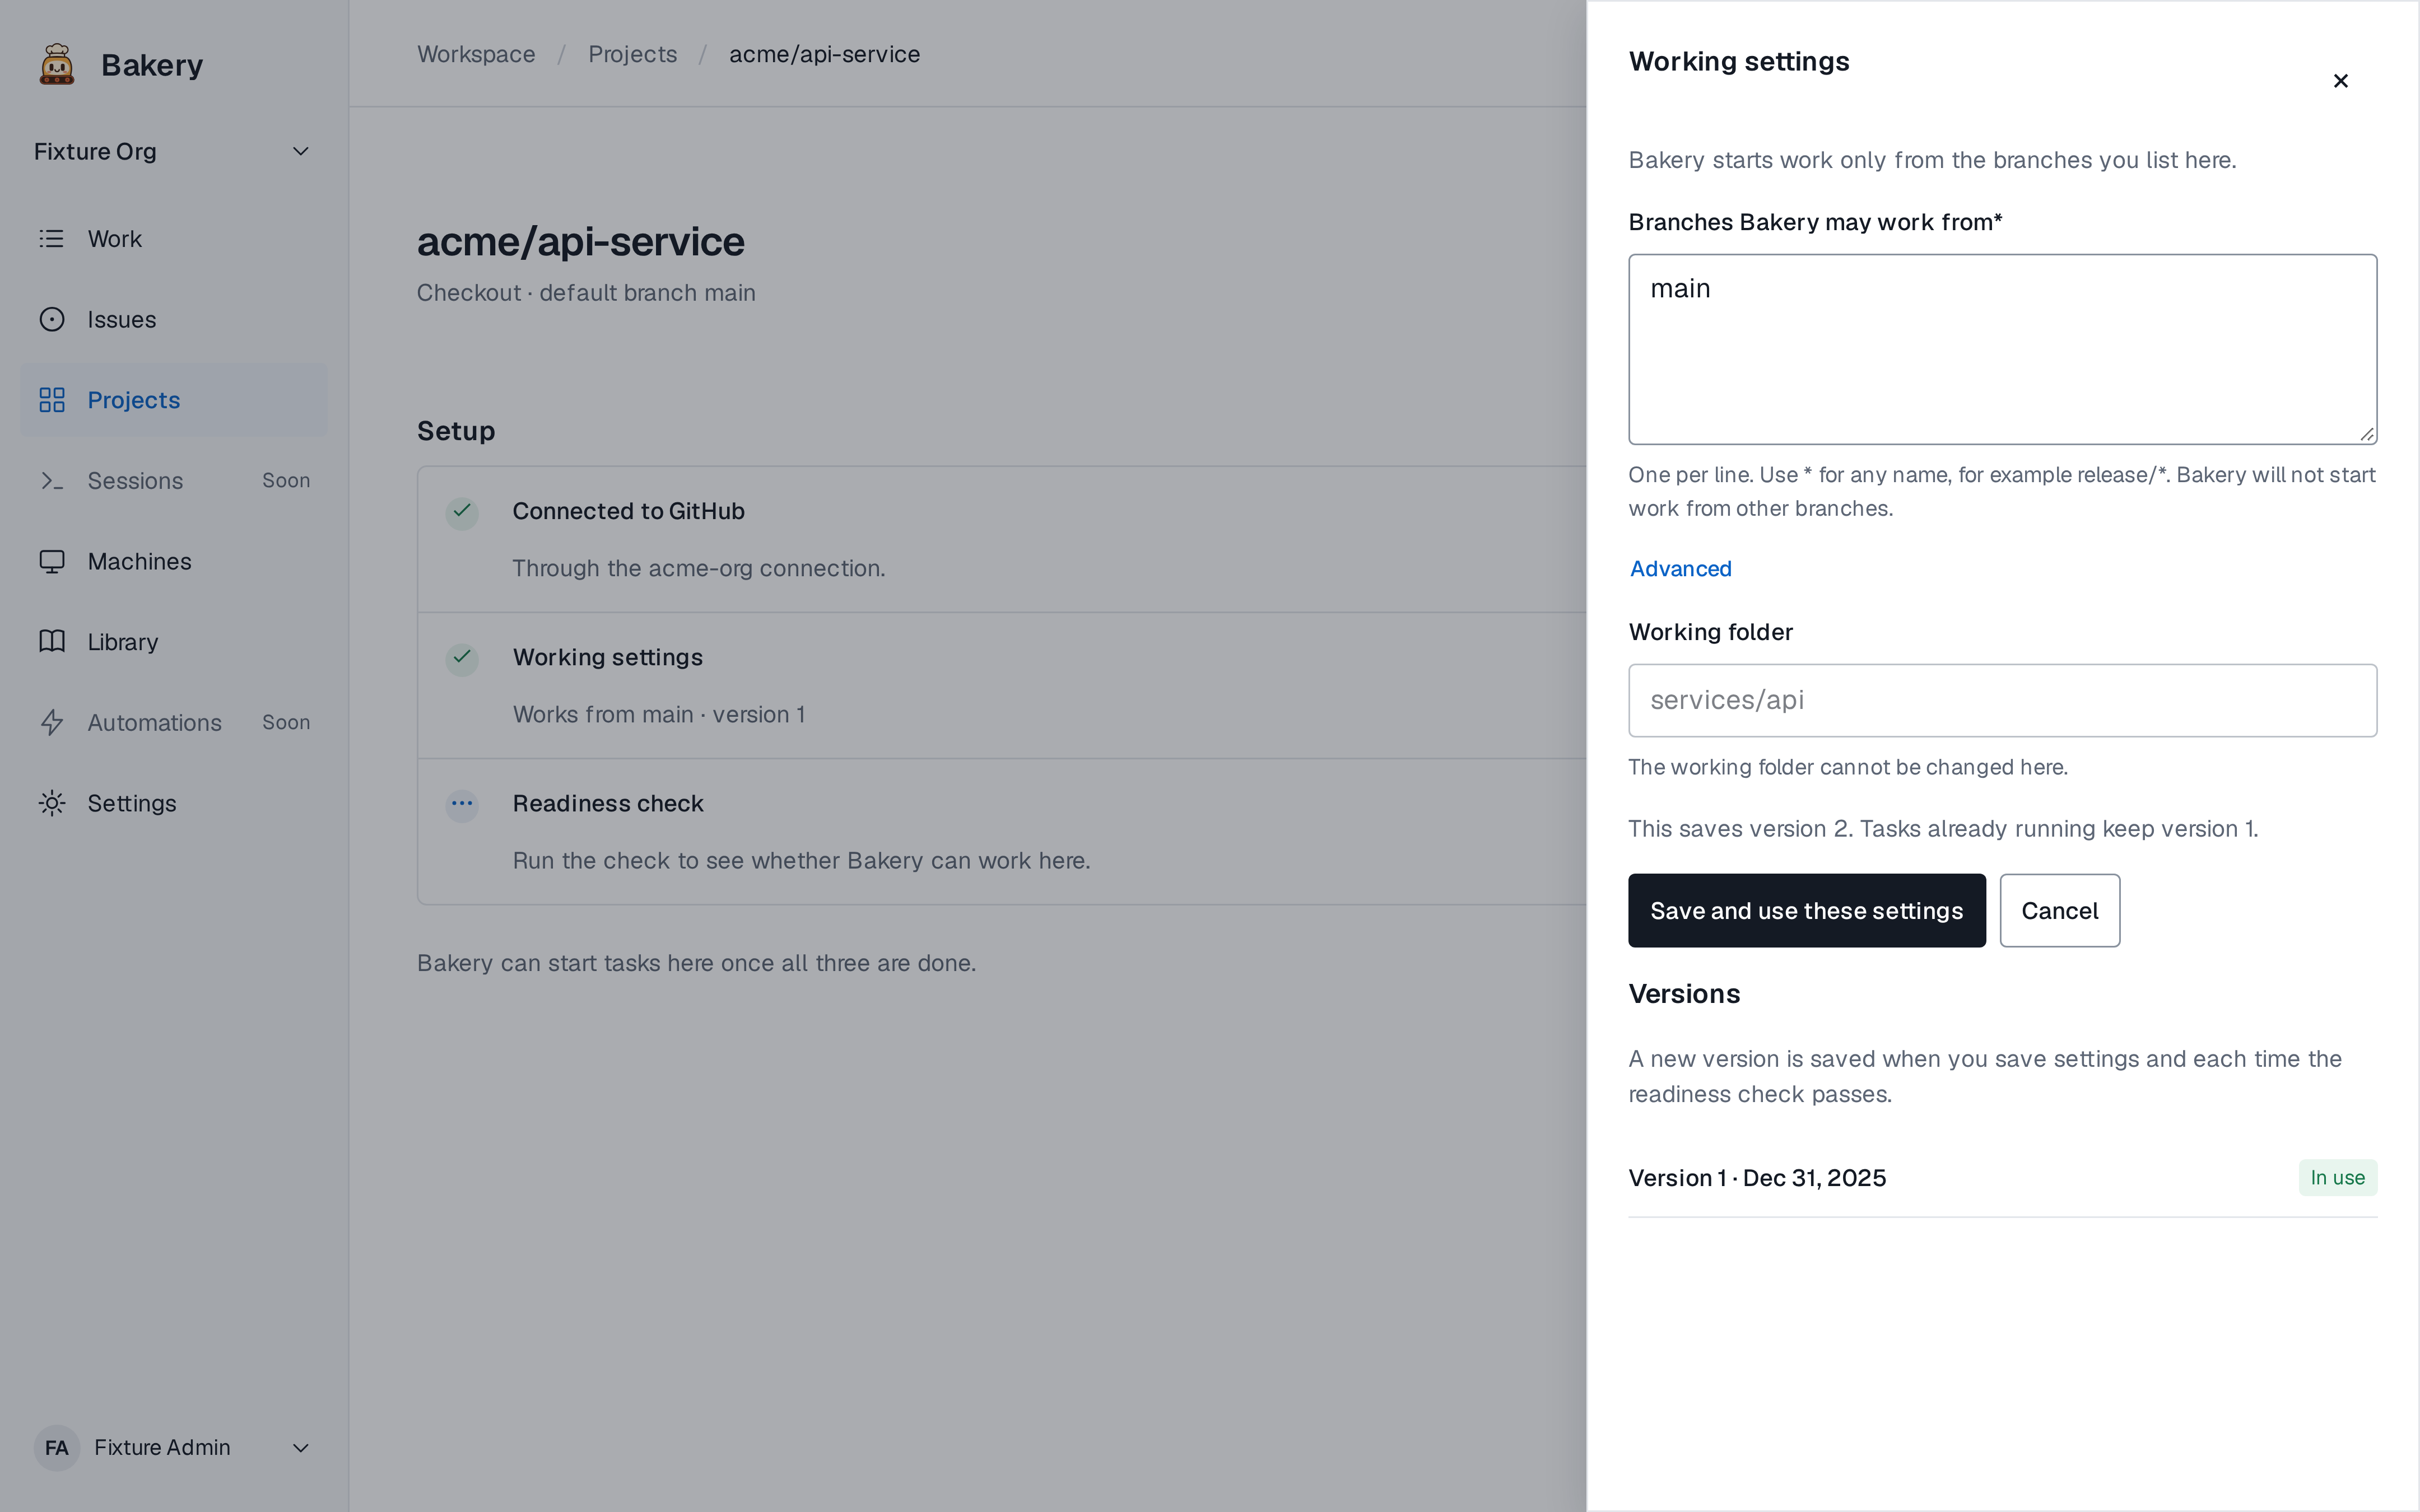 Bakery
Fixture Org
Work
Issues
Projects
Sessions Soon
Machines
Library
Automations Soon
Settings
FA Fixture Admin
Workspace / Projects / acme/api-service
acme/api-service
Checkout · default branch main
Setup
Connected to GitHub
Through the acme-org connection.
Working settings
Works from main · version 1
Readiness check
Run the check to see whether Bakery can work here.
Bakery can start tasks here once all three are done.
Working settings
Bakery starts work only from the branches you list here.
Branches Bakery may work from*
main
One per line. Use * for any name, for example release/*. Bakery will not start
work from other branches.
Advanced
Working folder
services/api
The working folder cannot be changed here.
This saves version 2. Tasks already running keep version 1.
Save and use these settings Cancel
Versions
A new version is saved when you save settings and each time the
readiness check passes.
Version 1 · Dec 31, 2025 In use